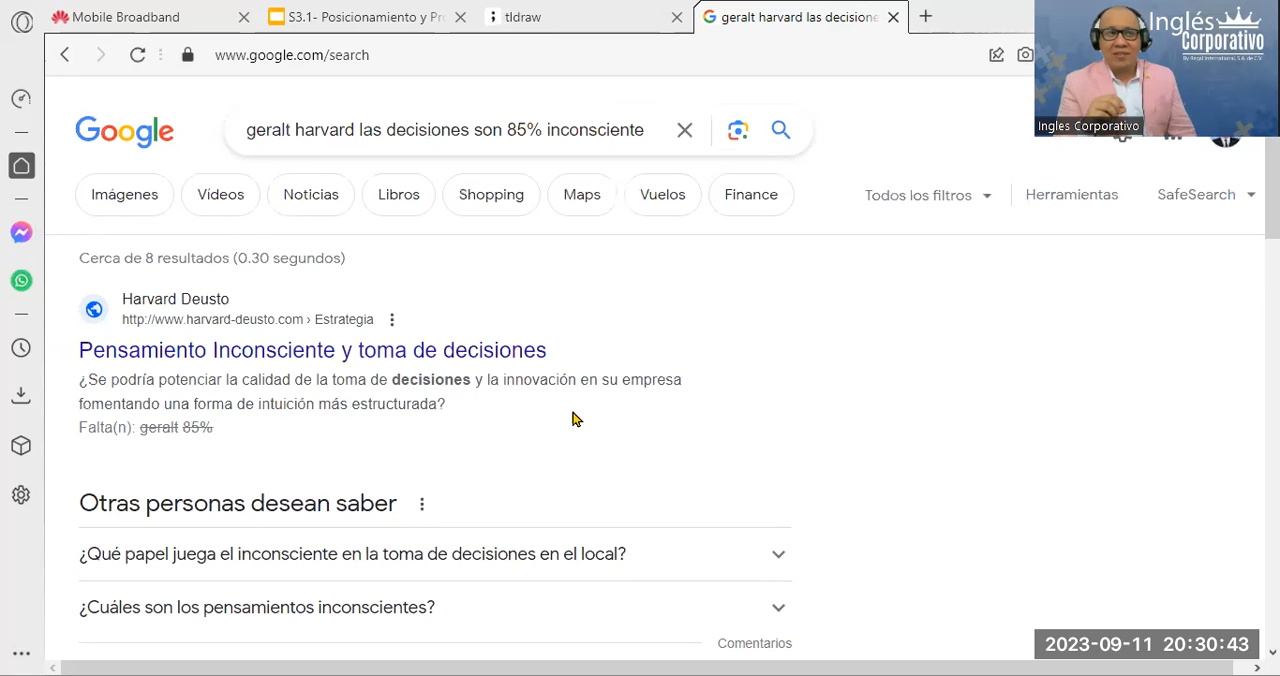 Mobile Broadband
S3.1- Posicionamiento y Pr
tldraw
geralt harvard las decisione
www.google.com/search
Inglés
Corporativo
By Regal International, S.A. de C.V.
Ingles Corporativo
Google
geralt harvard las decisiones son 85% inconsciente
Imágenes
Vídeos
Noticias
Libros
Shopping
Maps
Vuelos
Finance
Todos los filtros
Herramientas
SafeSearch
Cerca de 8 resultados (0.30 segundos)
Harvard Deusto
http://www.harvard-deusto.com › Estrategia
Pensamiento Inconsciente y toma de decisiones
¿Se podría potenciar la calidad de la toma de decisiones y la innovación en su empresa
fomentando una forma de intuición más estructurada?
Falta(n): geralt 85%
Otras personas desean saber
¿Qué papel juega el inconsciente en la toma de decisiones en el local?
¿Cuáles son los pensamientos inconscientes?
Comentarios
2023-09-11 20:30:43